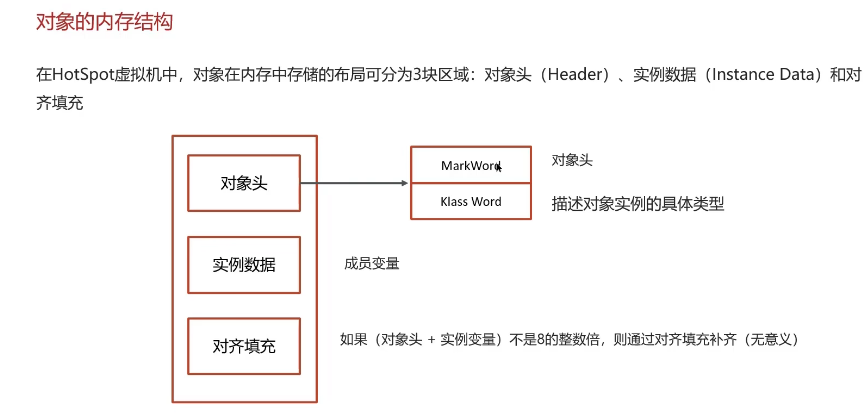 对象的内存结构
在HotSpot虚拟机中，对象在内存中存储的布局可分为3块区域：对象头（Header）、实例数据（Instance Data）和对
齐填充
对象头
MarkWord
对象头
Klass Word
描述对象实例的具体类型
实例数据
成员变量
对齐填充
如果（对象头 + 实例变量）不是8的整数倍，则通过对齐填充补齐（无意义）